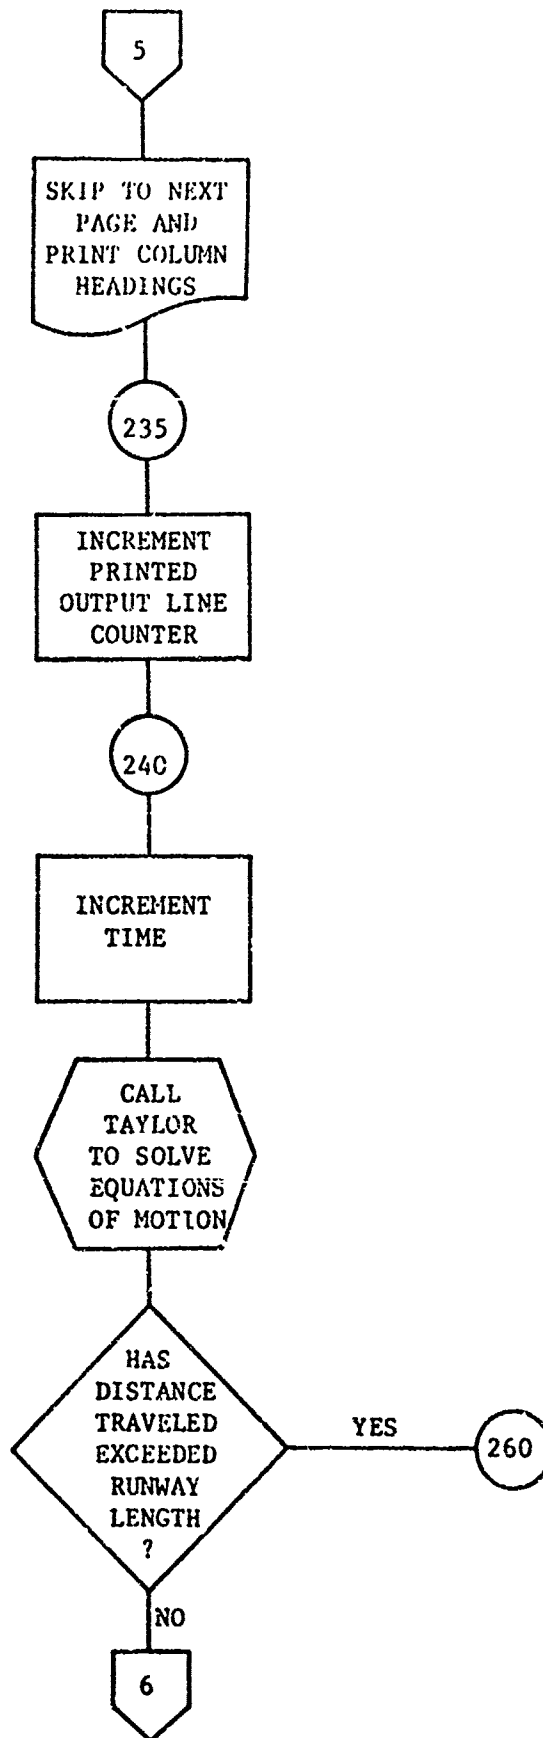 5
SKIP TO NEXT
PAGE AND
PRINT COLUMN
HEADINGS
235
INCREMENT
PRINTED
OUTPUT LINE
COUNTER
240
INCREMENT
TIME
CALL
TAYLOR
TO SOLVE
EQUATIONS
OF MOTION
HAS
DISTANCE
TRAVELED
EXCEEDED
RUNWAY
LENGTH
?
YES
260
NO
6